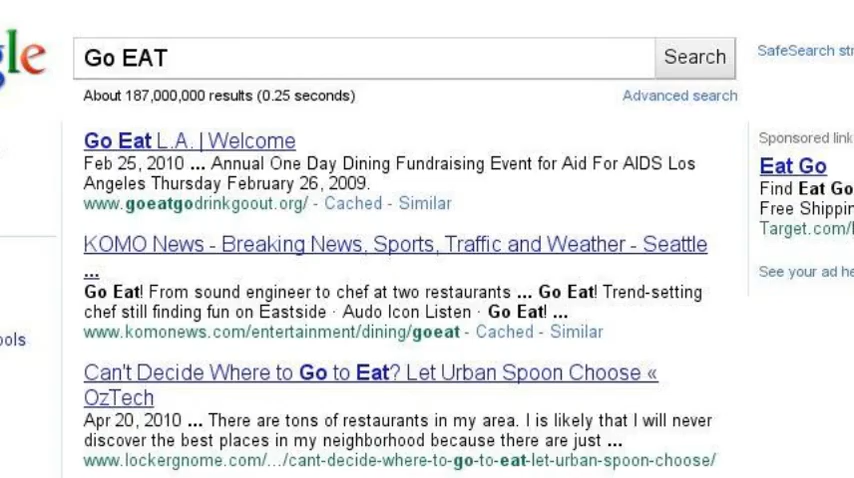 gle
Go EAT
Search
SafeSearch
About 187,000,000 results (0.25 seconds)
Advanced search
Go Eat L.A. | Welcome
Feb 25, 2010 ... Annual One Day Dining Fundraising Event for Aid For AIDS Los
Angeles Thursday February 26, 2009.
www.goeatgodrinkgoout.org/ - Cached - Similar
KOMO News - Breaking News, Sports, Traffic and Weather - Seattle
...
Go Eat! From sound engineer to chef at two restaurants ... Go Eat! Trend-setting
chef still finding fun on Eastside · Audo Icon Listen · Go Eat! ...
www.komonews.com/entertainment/dining/goeat - Cached - Similar
Can't Decide Where to Go to Eat? Let Urban Spoon Choose «
OzTech
Apr 20, 2010 ... There are tons of restaurants in my area. I is likely that I will never
discover the best places in my neighborhood because there are just ...
www.lockergnome.com/.../cant-decide-where-to-go-to-eat-let-urban-spoon-choose/
Sponsored link
Eat Go
Find Eat Go
Free Shippin
Target.com/
See your ad he
ools